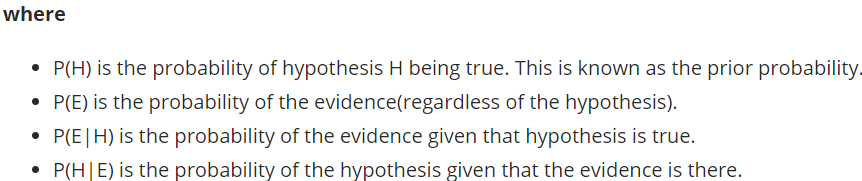 where
• P(H) is the probability of hypothesis H being true. This is known as the prior probability.
• P(E) is the probability of the evidence(regardless of the hypothesis).
• P(E|H) is the probability of the evidence given that hypothesis is true.
• P(H|E) is the probability of the hypothesis given that the evidence is there.